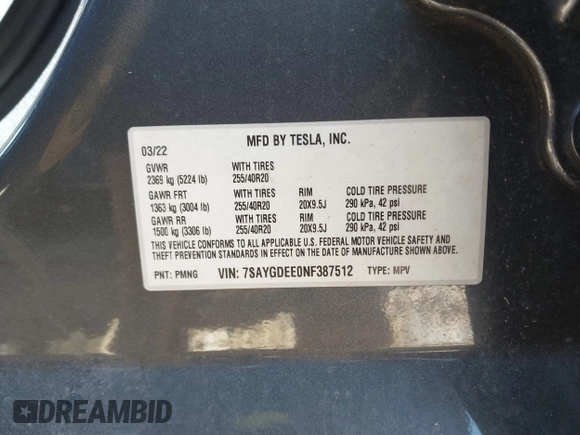 MFD BY TESLA, INC.
03/22
GVWR WITH TIRES
2369 kg (5224 lb) 255/40R20
GAWR FRT WITH TIRES RIM COLD TIRE PRESSURE
1363 kg (3004 lb) 255/40R20 20X9.5J 290 kPa, 42 psi
GAWR RR WITH TIRES RIM COLD TIRE PRESSURE
1500 kg (3306 lb) 255/40R20 20X9.5J 290 kPa, 42 psi
THIS VEHICLE CONFORMS TO ALL APPLICABLE U.S. FEDERAL MOTOR VEHICLE SAFETY AND
THEFT PREVENTION STANDARDS IN EFFECT ON THE DATE OF MANUFACTURE SHOWN ABOVE.
PNT: PMNG VIN: 7SAYGDEE0NF387512 TYPE: MPV
DREAMBID